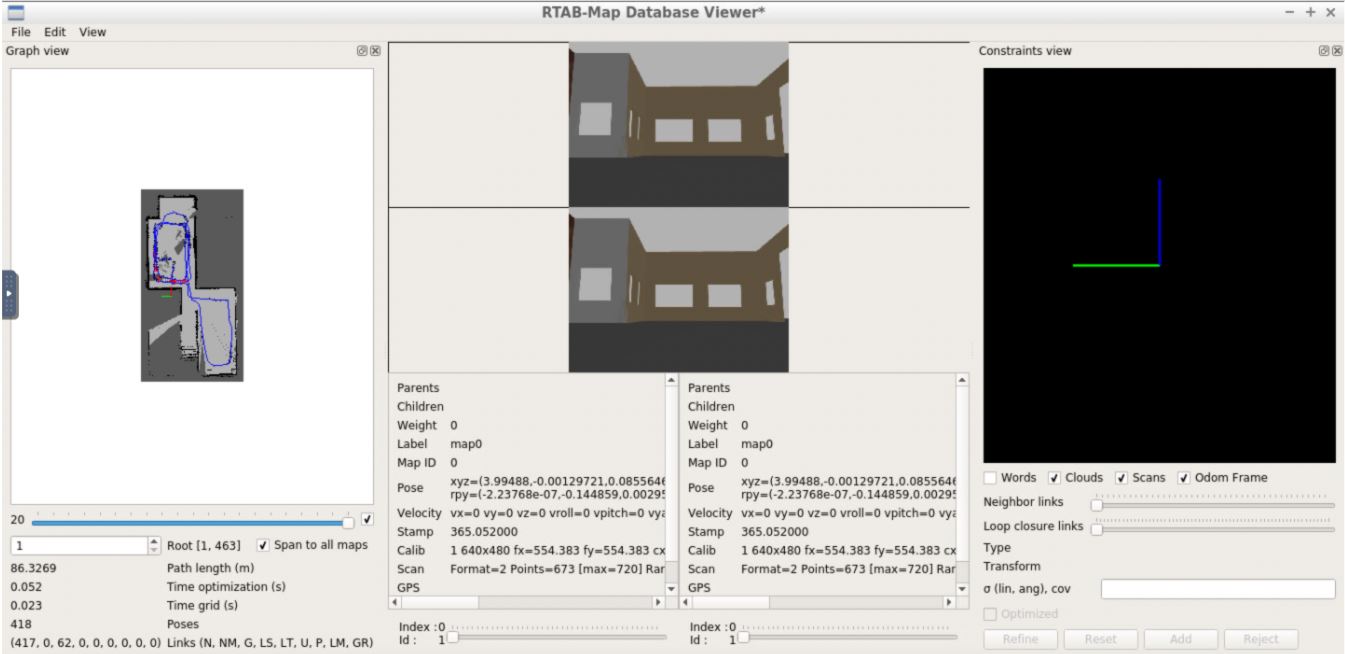 RTAB-Map Database Viewer*
File Edit View
Graph view
Constraints view
Parents
Children
Weight 0
Label map0
Map ID 0
Pose xyz=(3.99488,-0.00129721,0.0855646
rpy=(-2.23768e-07,-0.144859,0.00295
Velocity vx=0 vy=0 vz=0 vroll=0 vpitch=0 vya
Stamp 365.052000
Calib 1 640x480 fx=554.383 fy=554.383 cx
Scan Format=2 Points=673 [max=720] Rar
GPS
Index :0
Id : 1
Parents
Children
Weight 0
Label map0
Map ID 0
Pose xyz=(3.99488,-0.00129721,0.0855646
rpy=(-2.23768e-07,-0.144859,0.00295
Velocity vx=0 vy=0 vz=0 vroll=0 vpitch=0 vya
Stamp 365.052000
Calib 1 640x480 fx=554.383 fy=554.383 cx
Scan Format=2 Points=673 [max=720] Rar
GPS
Index :0
Id : 1
20
1 Root [1, 463] Span to all maps
86.3269 Path length (m)
0.052 Time optimization (s)
0.023 Time grid (s)
418 Poses
(417, 0, 62, 0, 0, 0, 0, 0, 0) Links (N, NM, G, LS, LT, U, P, LM, GR)
Words Clouds Scans Odom Frame
Neighbor links
Loop closure links
Type
Transform
σ (lin, ang), cov
Optimized
Refine Reset Add Reject